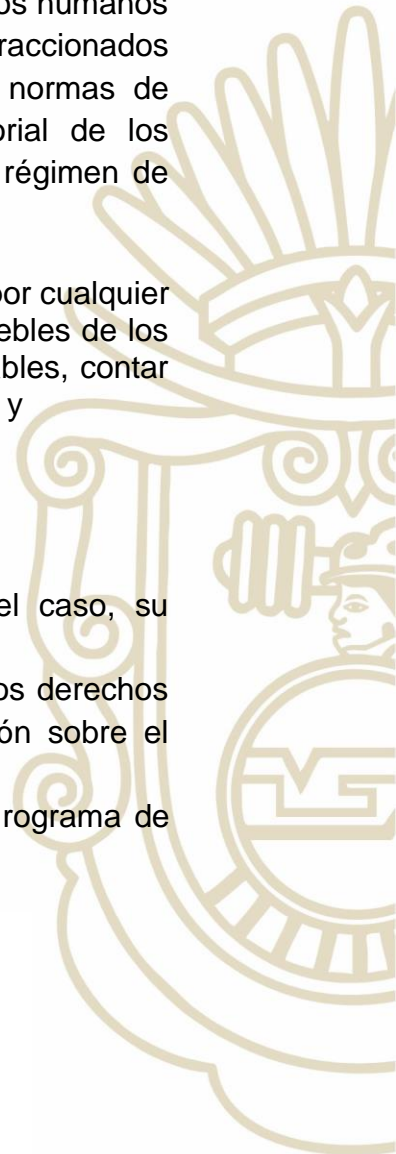 os humanos
raccionados
normas de
orial de los
régimen de
por cualquier
ebles de los
bles, contar
y
el caso, su
os derechos
ón sobre el
rograma de